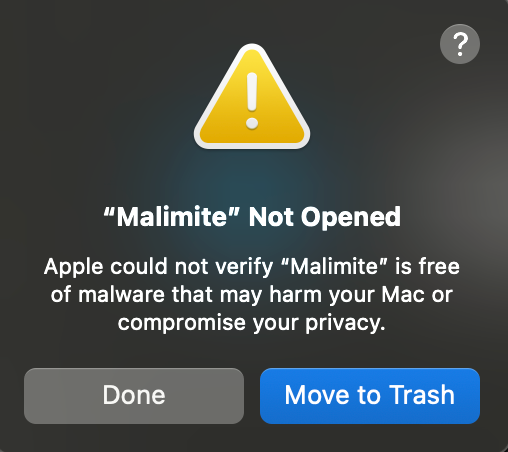 ?
“Malimite” Not Opened
Apple could not verify “Malimite” is free
of malware that may harm your Mac or
compromise your privacy.
Done
Move to Trash